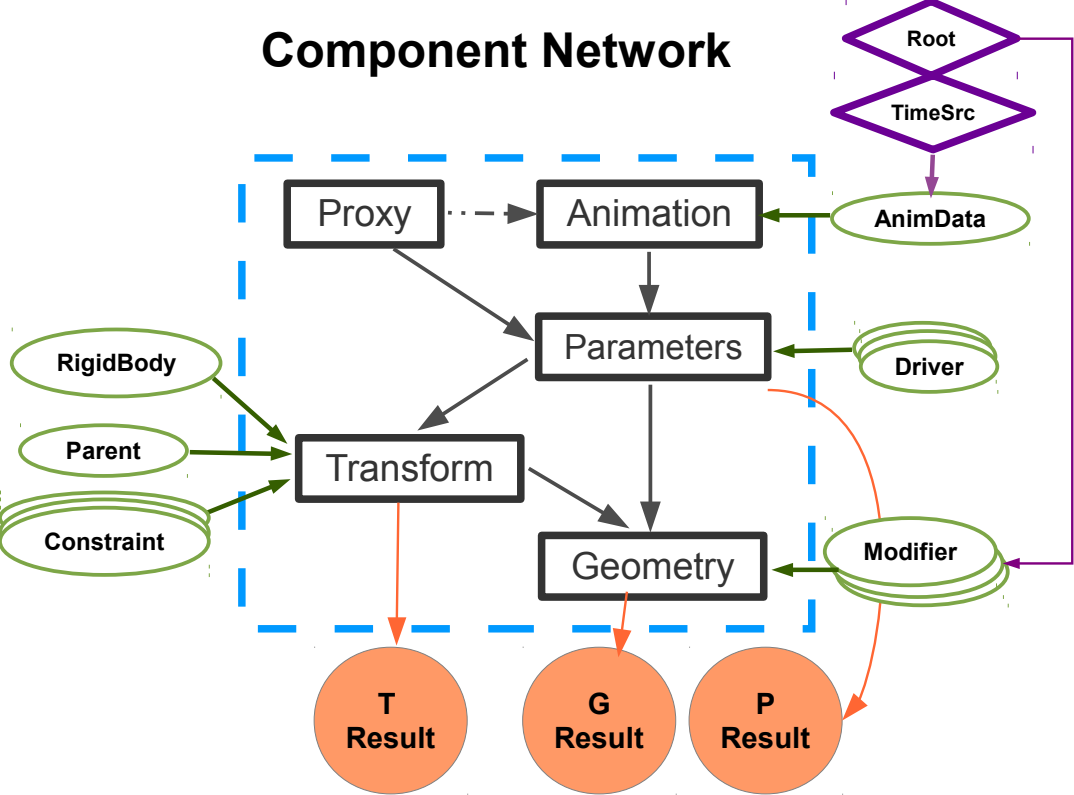 Component Network
Root
TimeSrc
Proxy
Animation
AnimData
Parameters
Driver
RigidBody
Parent
Transform
Constraint
Modifier
Geometry
T
Result
G
Result
P
Result